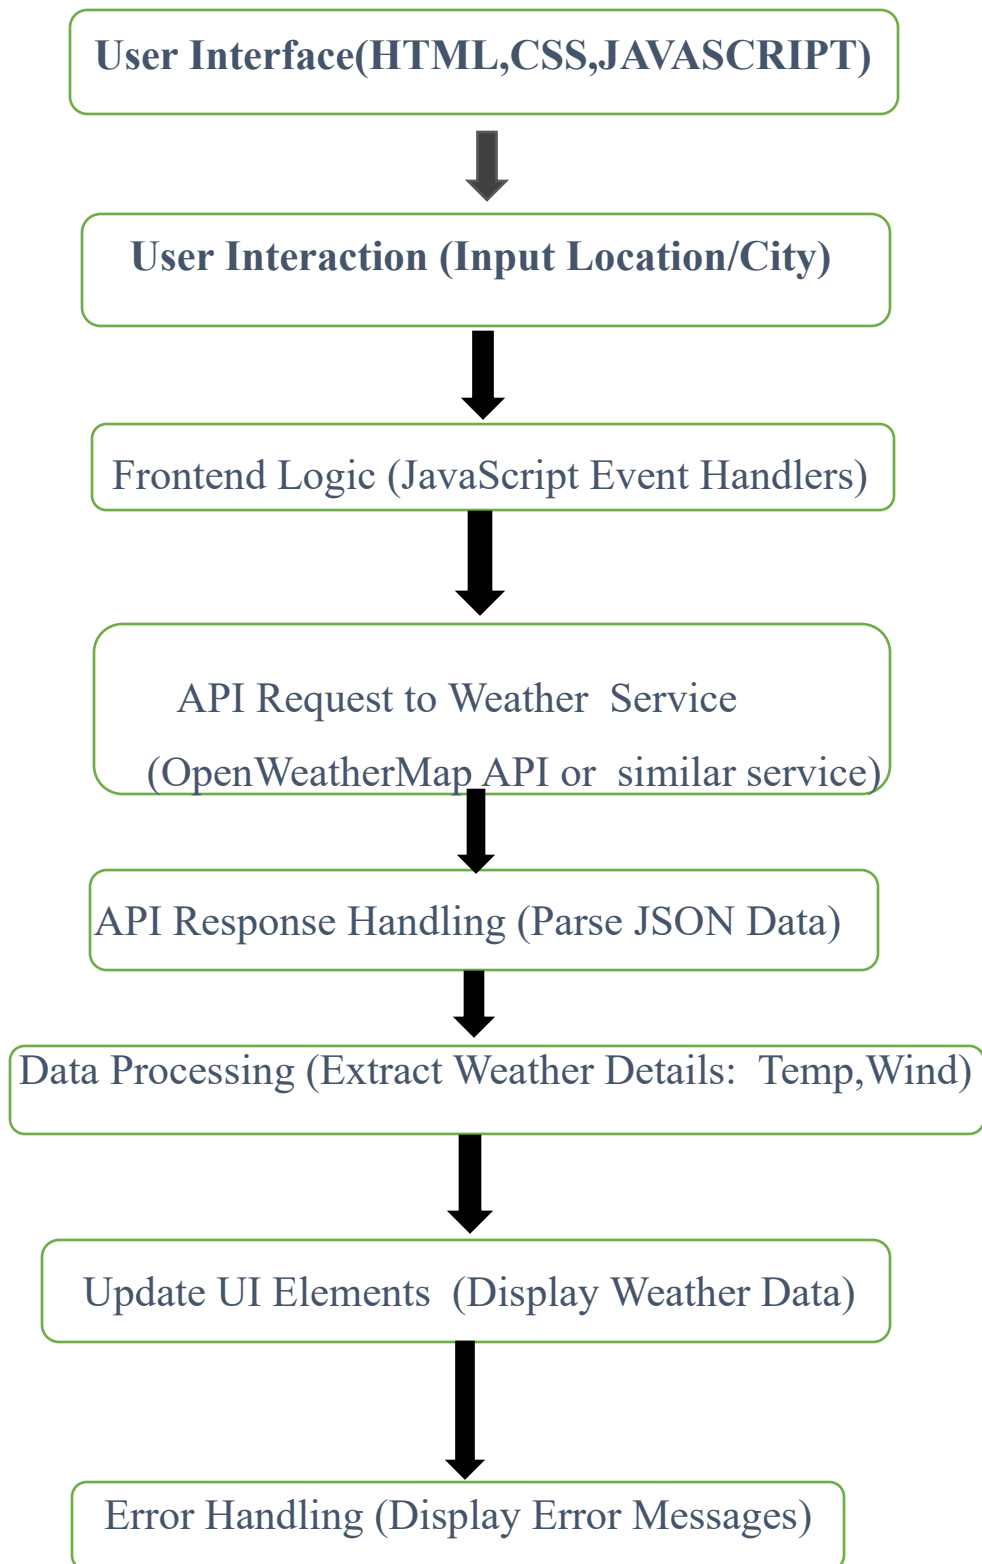 User Interface(HTML,CSS,JAVASCRIPT)
User Interaction (Input Location/City)
Frontend Logic (JavaScript Event Handlers)
API Request to Weather  Service
(OpenWeatherMap API or  similar service)
API Response Handling (Parse JSON Data)
Data Processing (Extract Weather Details:  Temp,Wind)
Update UI Elements  (Display Weather Data)
Error Handling (Display Error Messages)